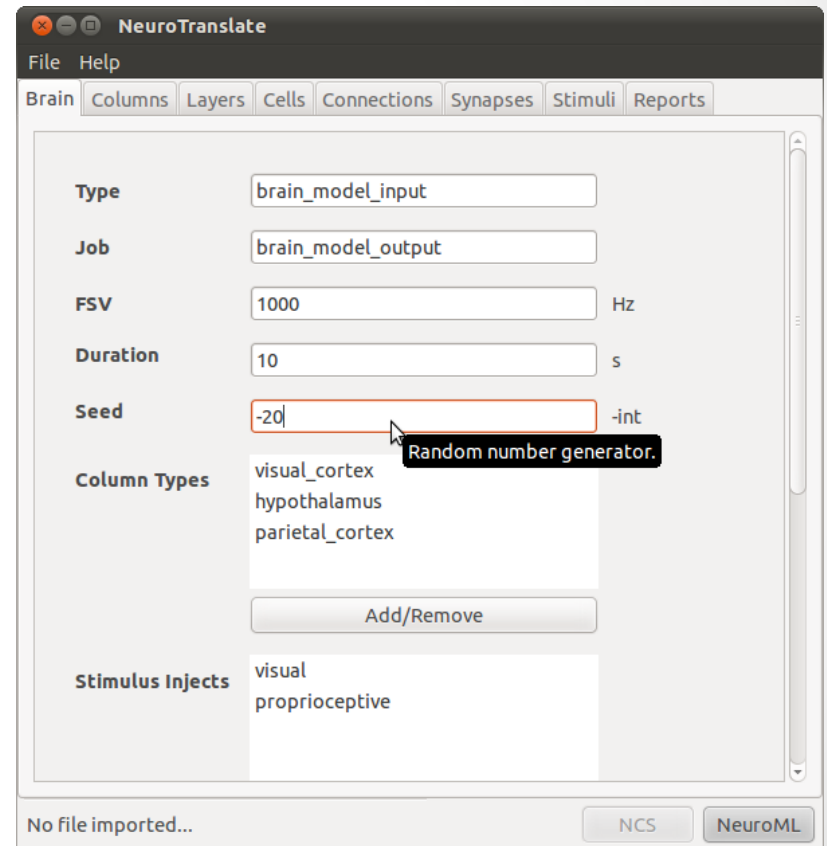 NeuroTranslate
File Help
Brain Columns Layers Cells Connections Synapses Stimuli Reports
Type brain_model_input
Job brain_model_output
FSV 1000 Hz
Duration 10 s
Seed -20 -int
Random number generator.
Column Types visual_cortex
hypothalamus
parietal_cortex
Add/Remove
Stimulus Injects visual
proprioceptive
No file imported... NCS NeuroML